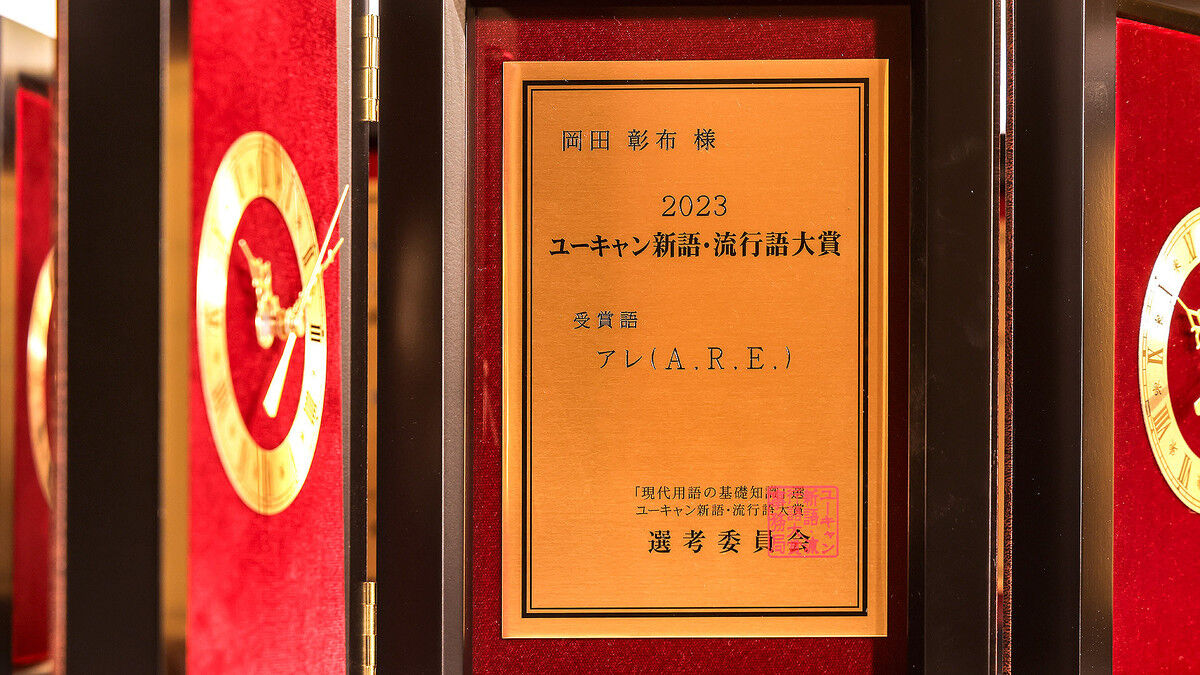 岡田 彰布 様
2023
ユーキャン新語・流行語大賞
受賞語
アレ(A.R.E.)
「現代用語の基礎知識」選
ユーキャン新語・流行語大賞
選考委員会